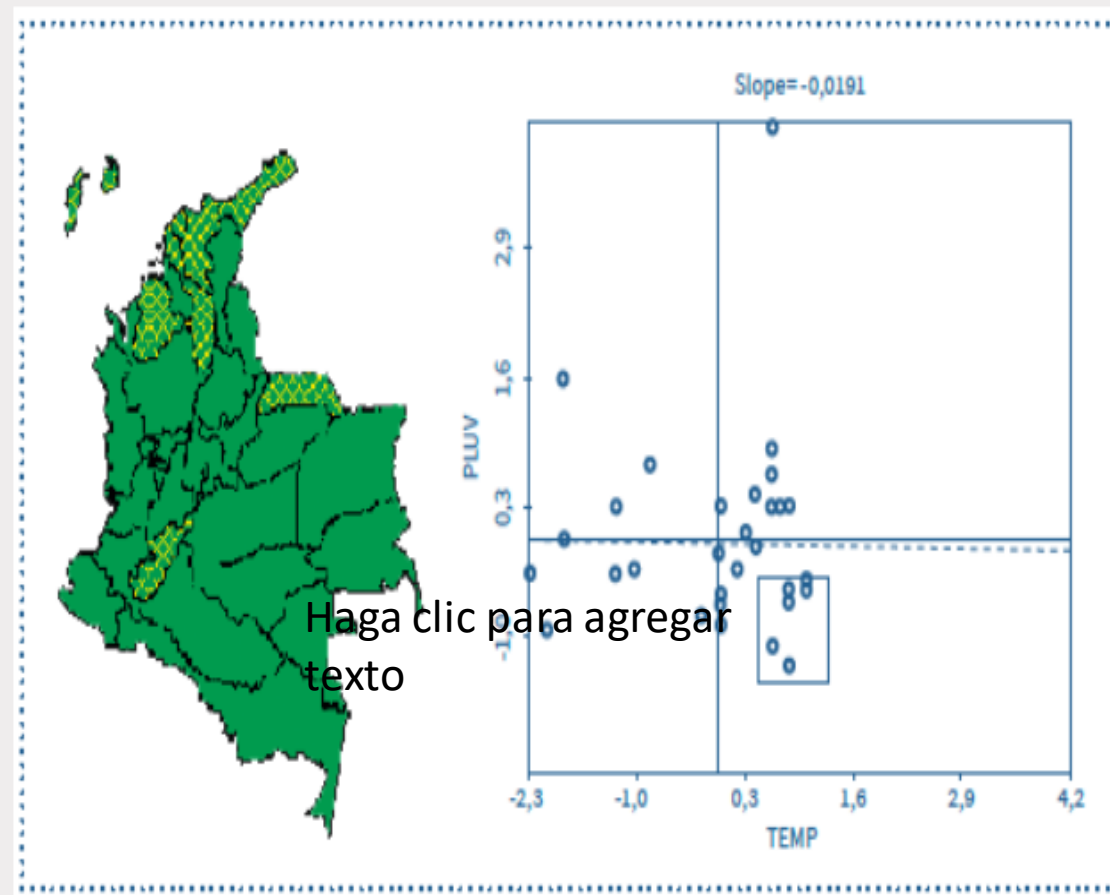 Slope=-0,0191
2,9
1,6
PLUV
0,3
Haga clic para agregar
texto
-2,3 -1,0 0,3 1,6 2,9 4,2
TEMP